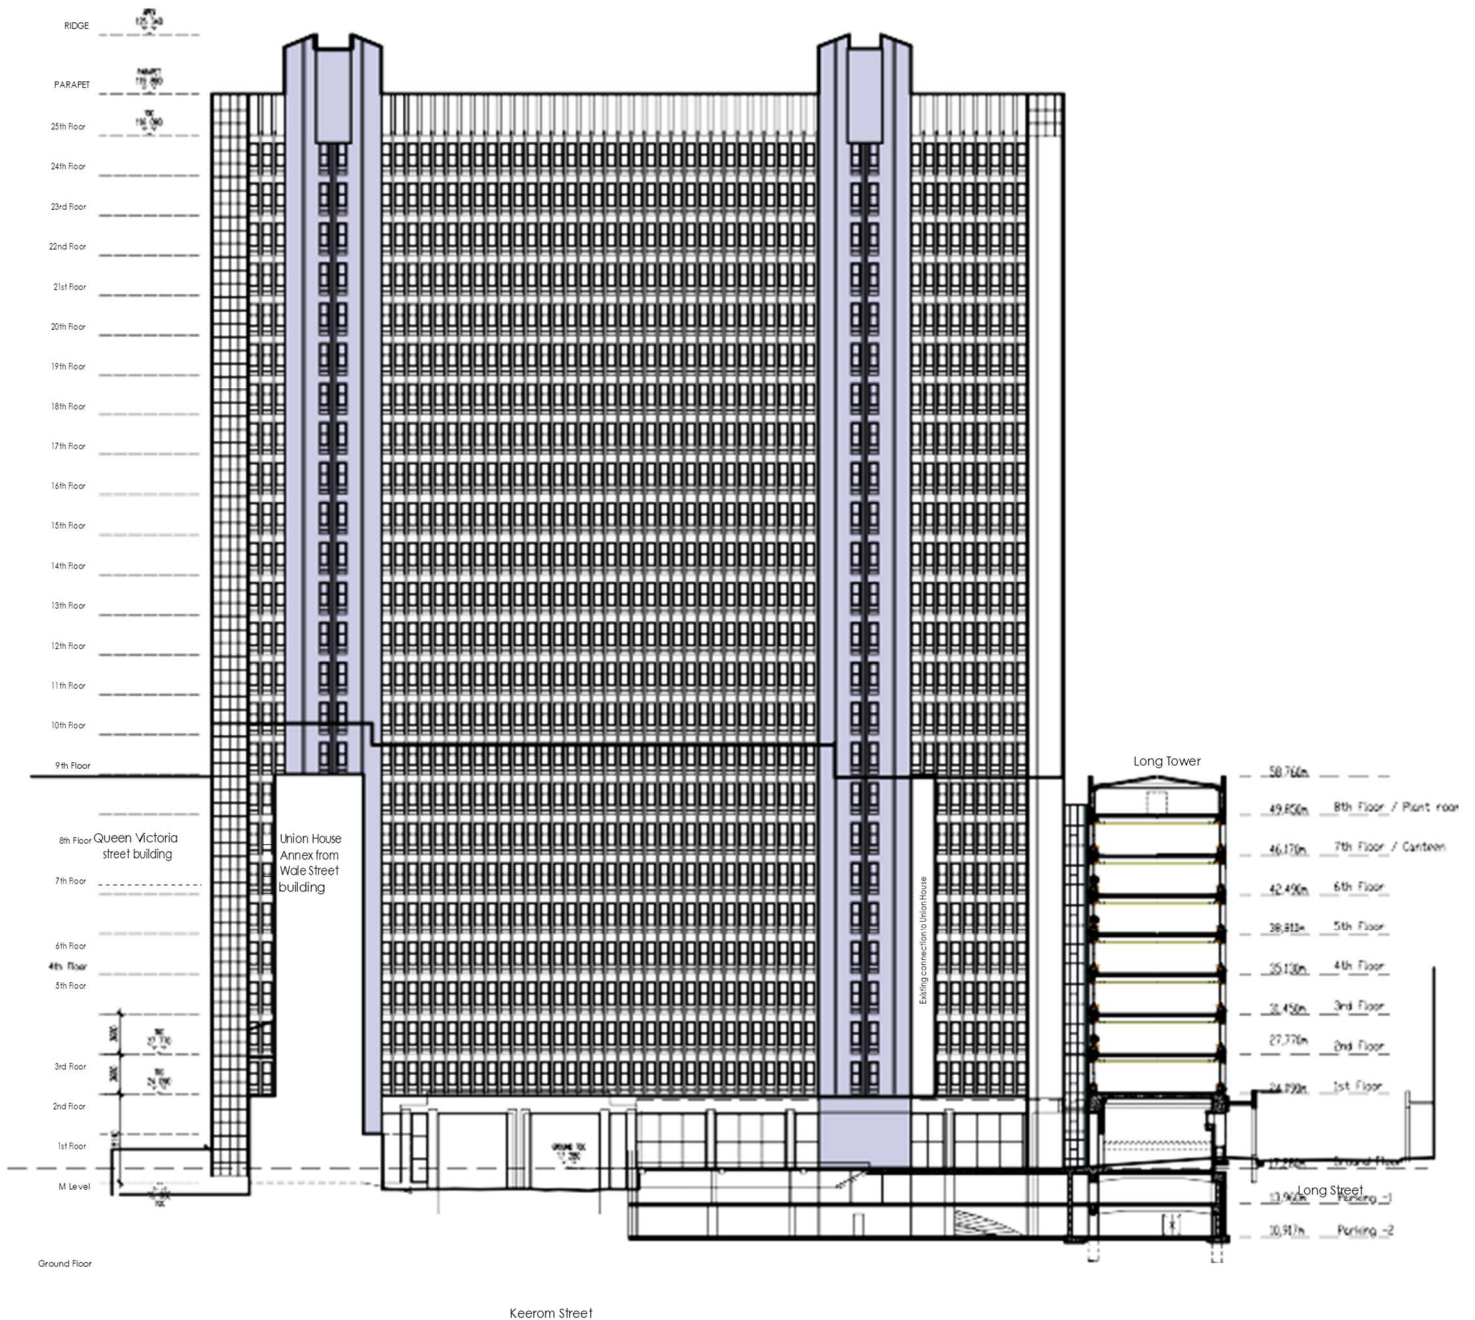 RIDGE
PARAPET
25th Floor
24th Floor
23rd Floor
22nd Floor
21st Floor
20th Floor
19th Floor
18th Floor
17th Floor
16th Floor
15th Floor
14th Floor
13th Floor
12th Floor
11th Floor
10th Floor
9th Floor
8th Floor
7th Floor
6th Floor
4th Floor
5th Floor
3rd Floor
2nd Floor
1st Floor
M Level
Ground Floor
PARAPET
Queen Victoria
street building
Union House
Annex from
Wale Street
building
Existing connection to Union House
Long Tower
58,760m
49,850m 8th Floor / Plant room
46,170m 7th Floor / Canteen
42,490m 6th Floor
38,810m 5th Floor
35,130m 4th Floor
31,450m 3rd Floor
27,770m 2nd Floor
24,090m 1st Floor
Ground Floor
Long Street
13,960m Parking -1
10,917m Parking -2
Keerom Street